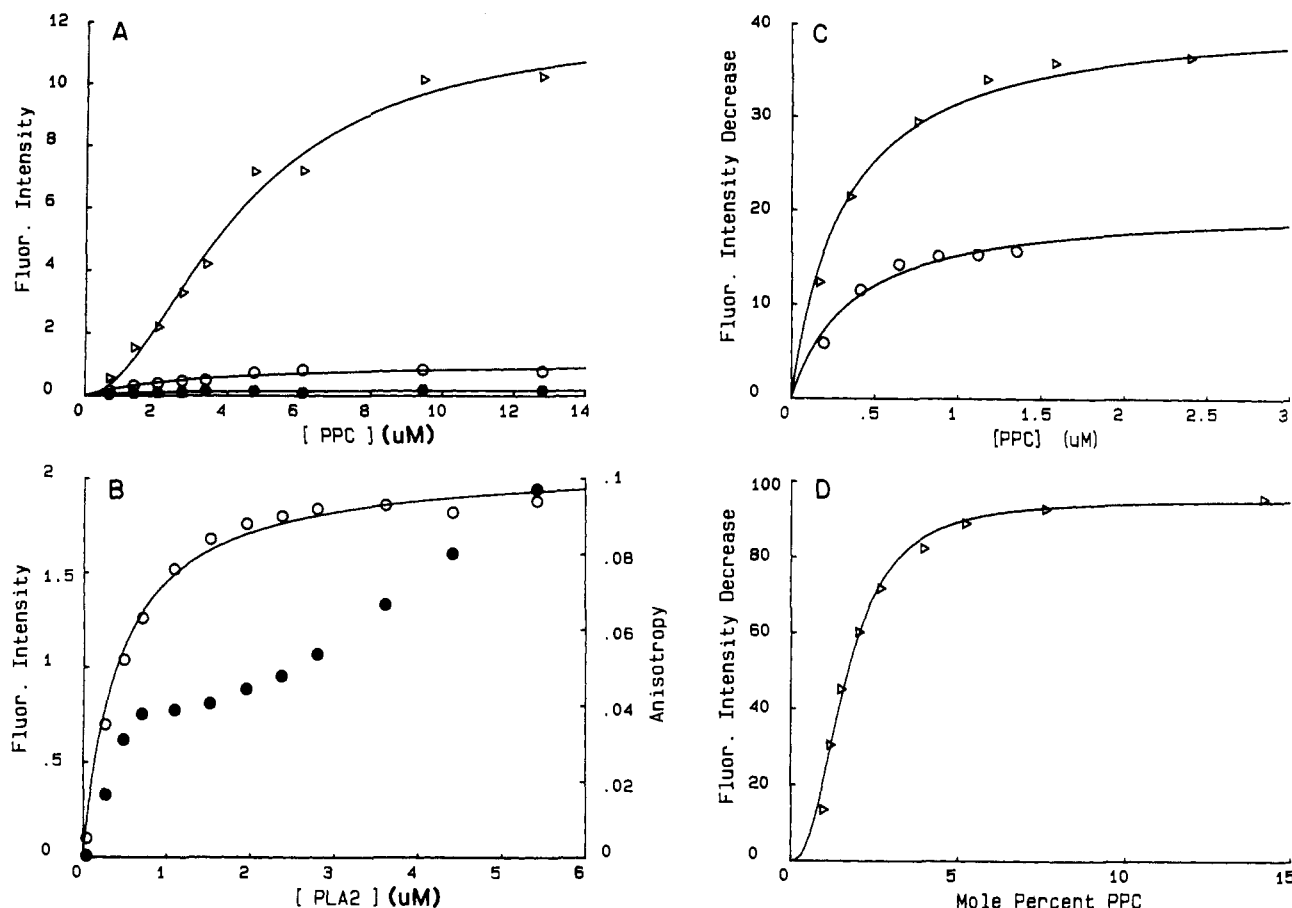 A
Fluor. Intensity
10
8
6
4
2
0
0 2 4 6 8 10 12 14
[ PPC ] (uM)
C
Fluor. Intensity Decrease
40
30
20
10
0
0 .5 1 1.5 2 2.5 3
[PPC] (uM)
B
Fluor. Intensity
2
1.5
1
.5
0
.1
.08
.06
.04
.02
0
Anisotropy
0 1 2 3 4 5 6
[ PLA2 ] (uM)
D
Fluor. Intensity Decrease
100
80
60
40
20
0
0 5 10 15
Mole Percent PPC